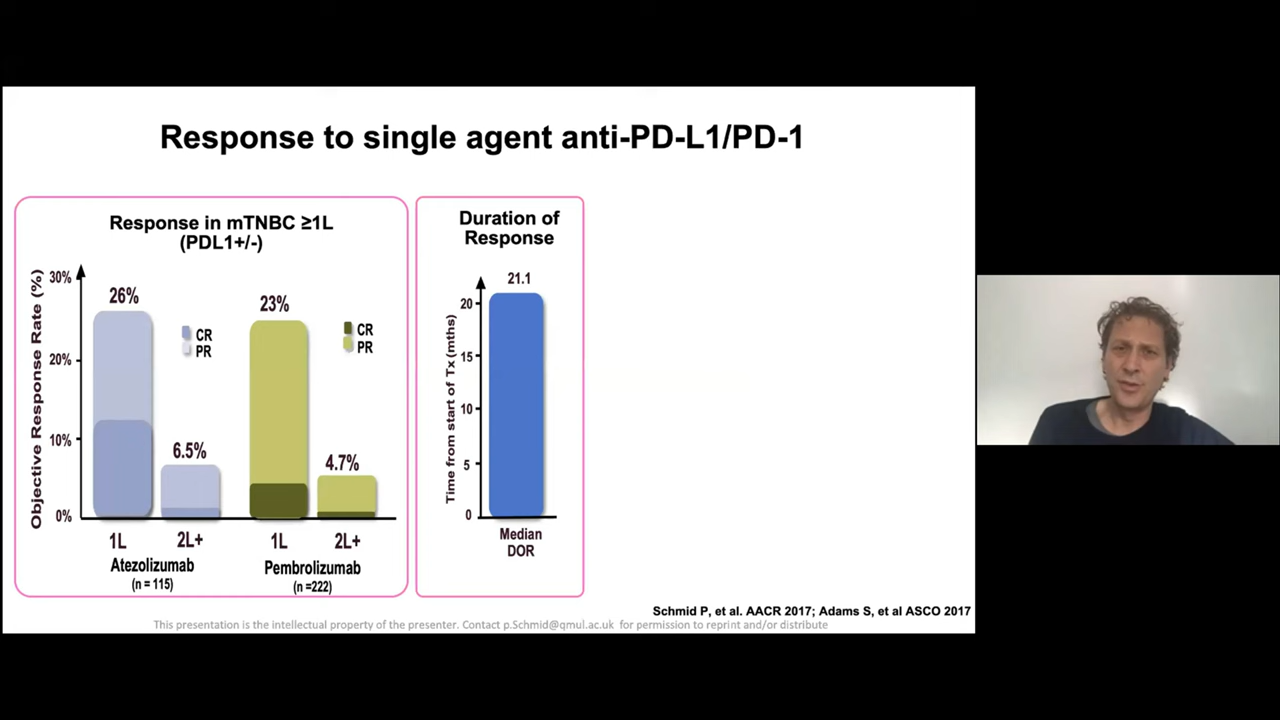 Response to single agent anti-PD-L1/PD-1
Response in mTNBC ≥1L
(PDL1+/-)
Objective Response Rate (%)
30%
20%
10%
0%
26%
6.5%
23%
4.7%
CR
PR
CR
PR
1L
2L+
1L
2L+
Atezolizumab
(n = 115)
Pembrolizumab
(n =222)
Duration of
Response
Time from start of Tx (mths)
20
15
10
5
0
21.1
Median
DOR
Schmid P, et al. AACR 2017; Adams S, et al ASCO 2017
This presentation is the intellectual property of the presenter. Contact p.Schmid@qmul.ac.uk for permission to reprint and/or distribute